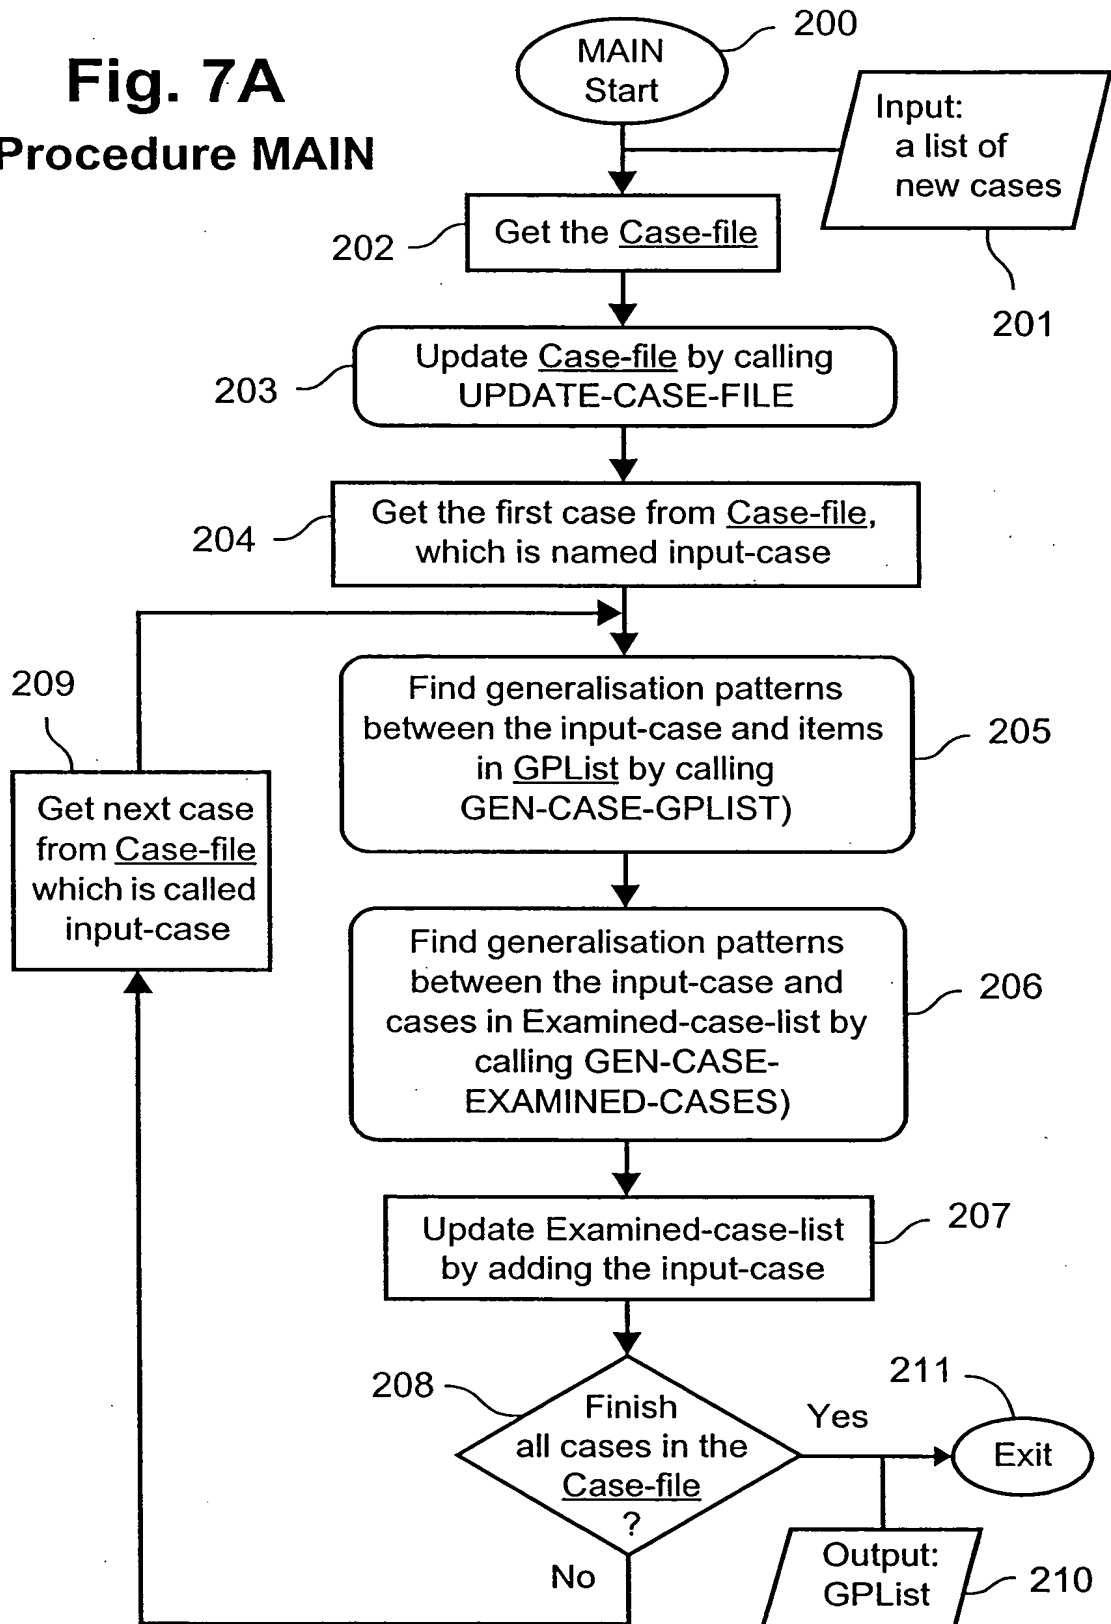 Fig. 7A
Procedure MAIN
MAIN
Start
200
Input:
a list of
new cases
201
202
Get the Case-file
203
Update Case-file by calling
UPDATE-CASE-FILE
204
Get the first case from Case-file,
which is named input-case
209
Get next case
from Case-file
which is called
input-case
Find generalisation patterns
between the input-case and items
in GPList by calling
GEN-CASE-GPLIST)
205
Find generalisation patterns
between the input-case and
cases in Examined-case-list by
calling GEN-CASE-
EXAMINED-CASES)
206
Update Examined-case-list
by adding the input-case
207
208
Finish
all cases in the
Case-file
?
Yes
211
Exit
No
Output:
GPList
210